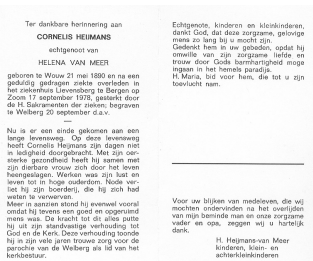 Ter dankbare herinnering aan
CORNELIS HEIJMANS
echtgenoot van
HELENA VAN MEER
geboren te Wouw 21 mei 1890 en na een
geduldig gedragen ziekte overleden in
het ziekenhuis Lievensberg te Bergen op
Zoom 17 september 1978, gesterkt door
de H. Sakramenten der zieken; begraven
te Welberg 20 september d.a.v.
Nu is er een einde gekomen aan een
lange levensweg. Op deze levensweg
heeft Cornelis Heijmans zijn dagen niet
in ledigheid doorgebracht. Met zijn oer-
sterke gezondheid heeft hij samen met
zijn dierbare vrouw zich door het leven
heengeslagen. Werken was zijn lust en
leven tot in hoge ouderdom. Node ver-
liet hij zijn boerderij, die hij zich had
weten te verwerven.
Meer in aanzien stond hij evenwel vooral
omdat hij tevens een goed en opgeruimd
mens was. De kracht tot dit alles putte
hij uit zijn standvastige verhouding tot
God en de Kerk. Deze verhouding toonde
hij in zijn vele jaren trouwe zorg voor de
parochie van de Welberg als lid van het
kerkbestuur.
Echtgenote, kinderen en kleinkinderen,
dankt God, dat deze zorgzame, gelovige
mens zo lang bij u mocht zijn.
Gedenkt hem in uw gebeden, opdat hij
omwille van zijn zorgzame liefde en
trouw door Gods barmhartigheid moge
ingaan in het hemels paradijs.
H. Maria, bid voor hem, die tot u zijn
toevlucht nam.
Voor uw blijken van medeleven, die wij
mochten ondervinden na het overlijden
van mijn beminde man en onze zorgzame
vader en opa, zeggen wij u hartelijk
dank.
H. Heijmans-van Meer
kinderen, klein- en
achterkleinkinderen